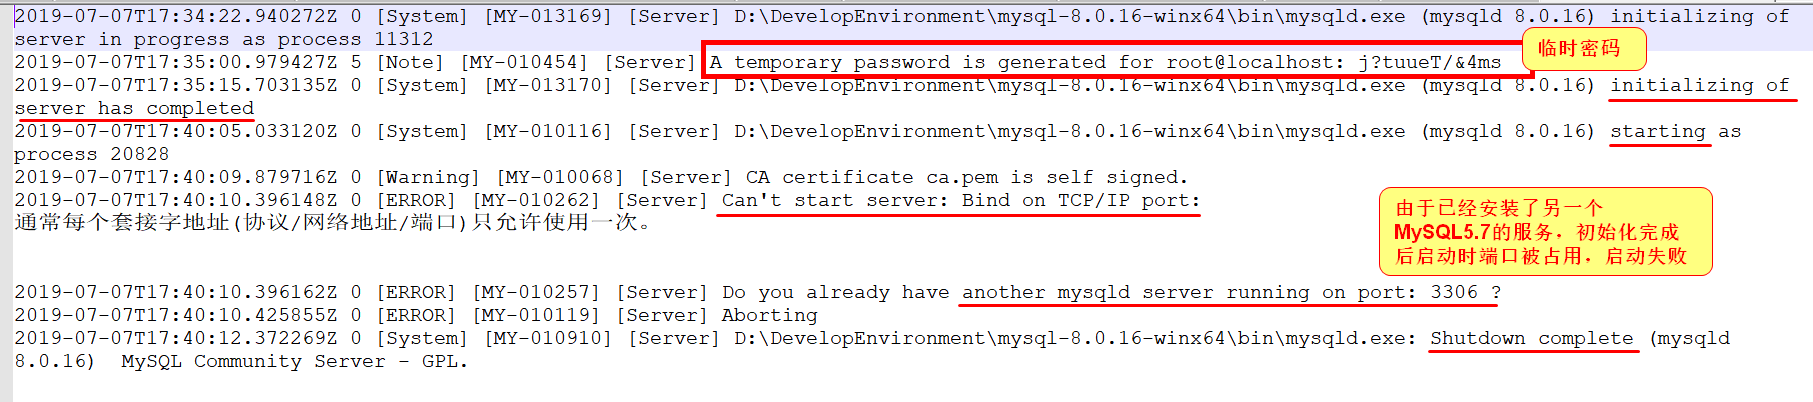 2019-07-07T17:34:22.940272Z 0 [System] [MY-013169] [Server] D:\DevelopEnvironment\mysql-8.0.16-winx64\bin\mysqld.exe (mysqld 8.0.16) initializing of
server in progress as process 11312
临时密码
2019-07-07T17:35:00.979427Z 5 [Note] [MY-010454] [Server] A temporary password is generated for root@localhost: j?tuueT/&4ms
2019-07-07T17:35:15.703135Z 0 [System] [MY-013170] [Server] D:\DevelopEnvironment\mysql-8.0.16-winx64\bin\mysqld.exe (mysqld 8.0.16) initializing of
server has completed
2019-07-07T17:40:05.033120Z 0 [System] [MY-010116] [Server] D:\DevelopEnvironment\mysql-8.0.16-winx64\bin\mysqld.exe (mysqld 8.0.16) starting as
process 20828
2019-07-07T17:40:09.879716Z 0 [Warning] [MY-010068] [Server] CA certificate ca.pem is self signed.
2019-07-07T17:40:10.396148Z 0 [ERROR] [MY-010262] [Server] Can't start server: Bind on TCP/IP port:
通常每个套接字地址(协议/网络地址/端口)只允许使用一次。
由于已经安装了另一个
MySQL5.7的服务，初始化完成
后启动时端口被占用，启动失败
2019-07-07T17:40:10.396162Z 0 [ERROR] [MY-010257] [Server] Do you already have another mysqld server running on port: 3306 ?
2019-07-07T17:40:10.425855Z 0 [ERROR] [MY-010119] [Server] Aborting
2019-07-07T17:40:12.372269Z 0 [System] [MY-010910] [Server] D:\DevelopEnvironment\mysql-8.0.16-winx64\bin\mysqld.exe: Shutdown complete (mysqld
8.0.16)  MySQL Community Server - GPL.